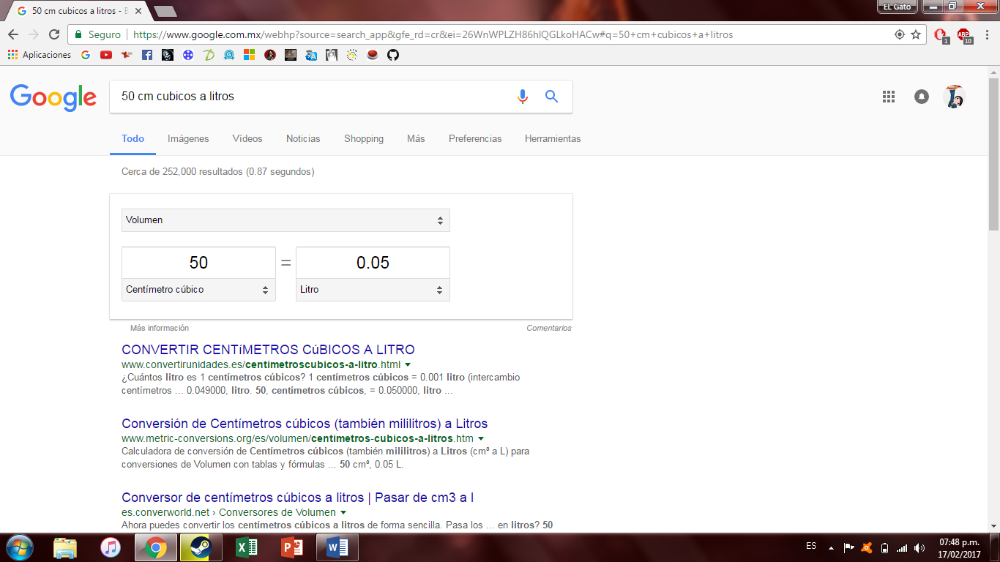 50 cm cubicos a litros - B
EL Gato
Seguro
https://www.google.com.mx/webhp?source=search_app&gfe_rd=cr&ei=26WnWPLZH86hlQGLkoHACw#q=50+cm+cubicos+a+litros
1
ABP
10
Aplicaciones
Google
50 cm cubicos a litros
Todo Imágenes Vídeos Noticias Shopping Más Preferencias Herramientas
Cerca de 252,000 resultados (0.87 segundos)
Volumen
50 = 0.05
Centímetro cúbico Litro
Más información Comentarios
CONVERTIR CENTíMETROS CúBICOS A LITRO
www.convertirunidades.es/centimetroscubicos-a-litro.html
¿Cuántos litro es 1 centímetros cúbicos? 1 centímetros cúbicos = 0.001 litro (intercambio
centímetros ... 0.049000, litro. 50, centímetros cúbicos, = 0.050000, litro ...
Conversión de Centímetros cúbicos (también mililitros) a Litros
www.metric-conversions.org/es/volumen/centimetros-cubicos-a-litros.htm
Calculadora de conversión de Centímetros cúbicos (también mililitros) a Litros (cm³ a L) para
conversiones de Volumen con tablas y fórmulas ... 50 cm³, 0.05 L.
Conversor de centímetros cúbicos a litros | Pasar de cm3 a l
es.converworld.net › Conversores de Volumen
Ahora puedes convertir los centímetros cúbicos a litros de forma sencilla. Pasa los ... en litros? 50
ES
07:48 p.m.
17/02/2017